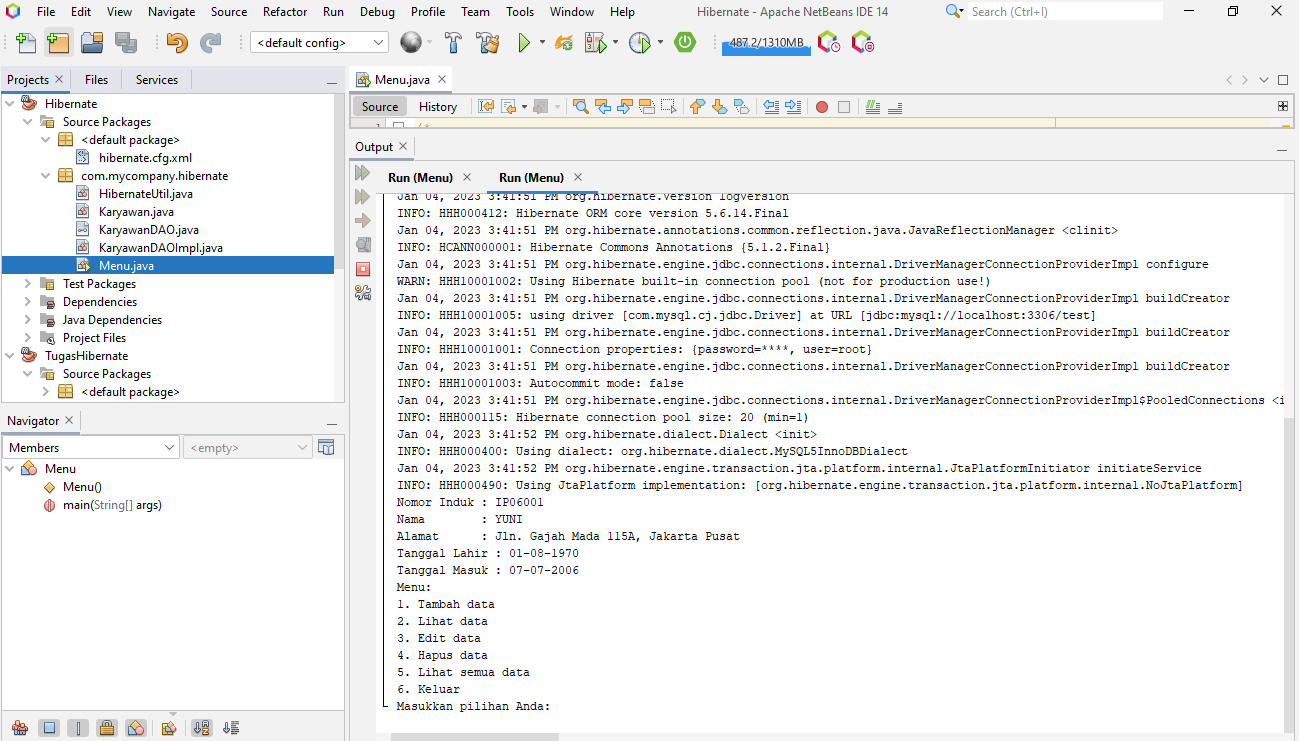 File Edit View Navigate Source Refactor Run Debug Profile Team Tools Window Help
Hibernate - Apache NetBeans IDE 14
Search (Ctrl+I)
<default config>
487.2/1310MB
Projects
Files
Services
Hibernate
Source Packages
<default package>
hibernate.cfg.xml
com.mycompany.hibernate
HibernateUtil.java
Karyawan.java
KaryawanDAO.java
KaryawanDAOImpl.java
Menu.java
Test Packages
Dependencies
Java Dependencies
Project Files
TugasHibernate
Source Packages
<default package>
Navigator
Members
<empty>
Menu
Menu()
main(String[] args)
Menu.java
Source
History
Output
Run (Menu)
Run (Menu)
Jan 04, 2023 3:41:51 PM org.hibernate.Version logVersion
INFO: HHH000412: Hibernate ORM core version 5.6.14.Final
Jan 04, 2023 3:41:51 PM org.hibernate.annotations.common.reflection.java.JavaReflectionManager <clinit>
INFO: HCANN000001: Hibernate Commons Annotations {5.1.2.Final}
Jan 04, 2023 3:41:51 PM org.hibernate.engine.jdbc.connections.internal.DriverManagerConnectionProviderImpl configure
WARN: HHH10001002: Using Hibernate built-in connection pool (not for production use!)
Jan 04, 2023 3:41:51 PM org.hibernate.engine.jdbc.connections.internal.DriverManagerConnectionProviderImpl buildCreator
INFO: HHH10001005: using driver [com.mysql.cj.jdbc.Driver] at URL [jdbc:mysql://localhost:3306/test]
Jan 04, 2023 3:41:51 PM org.hibernate.engine.jdbc.connections.internal.DriverManagerConnectionProviderImpl buildCreator
INFO: HHH10001001: Connection properties: {password=****, user=root}
Jan 04, 2023 3:41:51 PM org.hibernate.engine.jdbc.connections.internal.DriverManagerConnectionProviderImpl buildCreator
INFO: HHH10001003: Autocommit mode: false
Jan 04, 2023 3:41:51 PM org.hibernate.engine.jdbc.connections.internal.DriverManagerConnectionProviderImpl$PooledConnections <i
INFO: HHH000115: Hibernate connection pool size: 20 (min=1)
Jan 04, 2023 3:41:52 PM org.hibernate.dialect.Dialect <init>
INFO: HHH000400: Using dialect: org.hibernate.dialect.MySQL5InnoDBDialect
Jan 04, 2023 3:41:52 PM org.hibernate.engine.transaction.jta.platform.internal.JtaPlatformInitiator initiateService
INFO: HHH000490: Using JtaPlatform implementation: [org.hibernate.engine.transaction.jta.platform.internal.NoJtaPlatform]
Nomor Induk : IP06001
Nama : YUNI
Alamat : Jln. Gajah Mada 115A, Jakarta Pusat
Tanggal Lahir : 01-08-1970
Tanggal Masuk : 07-07-2006
Menu:
1. Tambah data
2. Lihat data
3. Edit data
4. Hapus data
5. Lihat semua data
6. Keluar
Masukkan pilihan Anda: